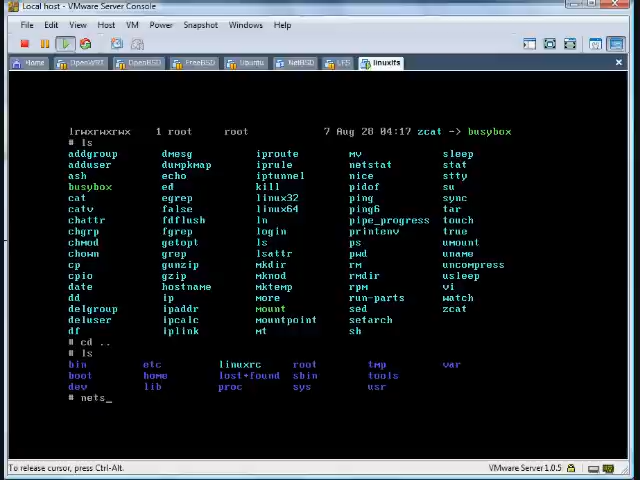 Local host - VMware Server Console
File Edit View Host VM Power Snapshot Windows Help
Home OpenWRT OpenBSD FreeBSD Ubuntu NetBSD LFS linuxlfs
lrwxrwxrwx 1 root root 7 Aug 28 04:17 zcat -> busybox
# ls
addgroup dmesg iproute mv sleep
adduser dumpkmap iprule netstat stat
ash echo iptunnel nice stty
busybox ed kill pidof su
cat egrep linux32 ping sync
catv false linux64 ping6 tar
chattr fdflush ln pipe_progress touch
chgrp fgrep login printenv true
chmod getopt ls ps umount
chown grep lsattr pwd uname
cp gunzip mkdir rm uncompress
cpio gzip mknod rmdir usleep
date hostname mktemp rpm vi
dd ip more run-parts watch
delgroup ipaddr mount sed zcat
deluser ipcalc mountpoint setarch
df iplink mt sh
# cd ..
# ls
bin etc linuxrc root tmp var
boot home lost+found sbin tools
dev lib proc sys usr
# nets_
To release cursor, press Ctrl-Alt. VMware Server 1.0.5